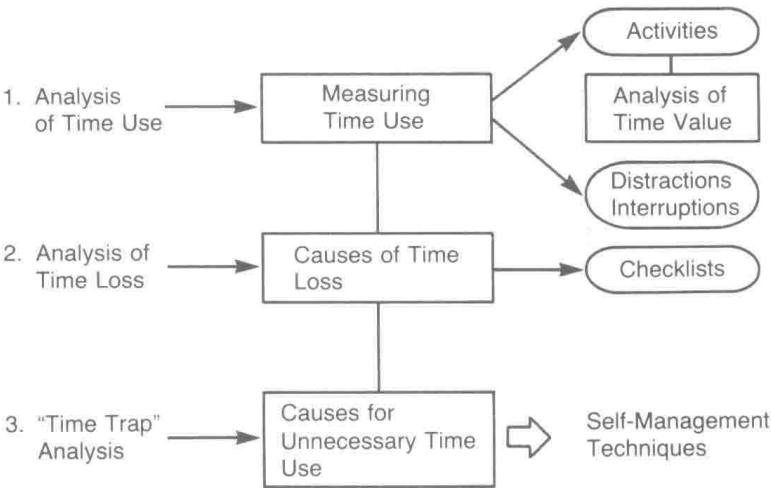 Activities
1. Analysis
of Time Use
Measuring
Time Use
Analysis of
Time Value
Distractions
Interruptions
2. Analysis of
Time Loss
Causes of Time
Loss
Checklists
3. “Time Trap”
Analysis
Causes for
Unnecessary Time
Use
Self-Management
Techniques